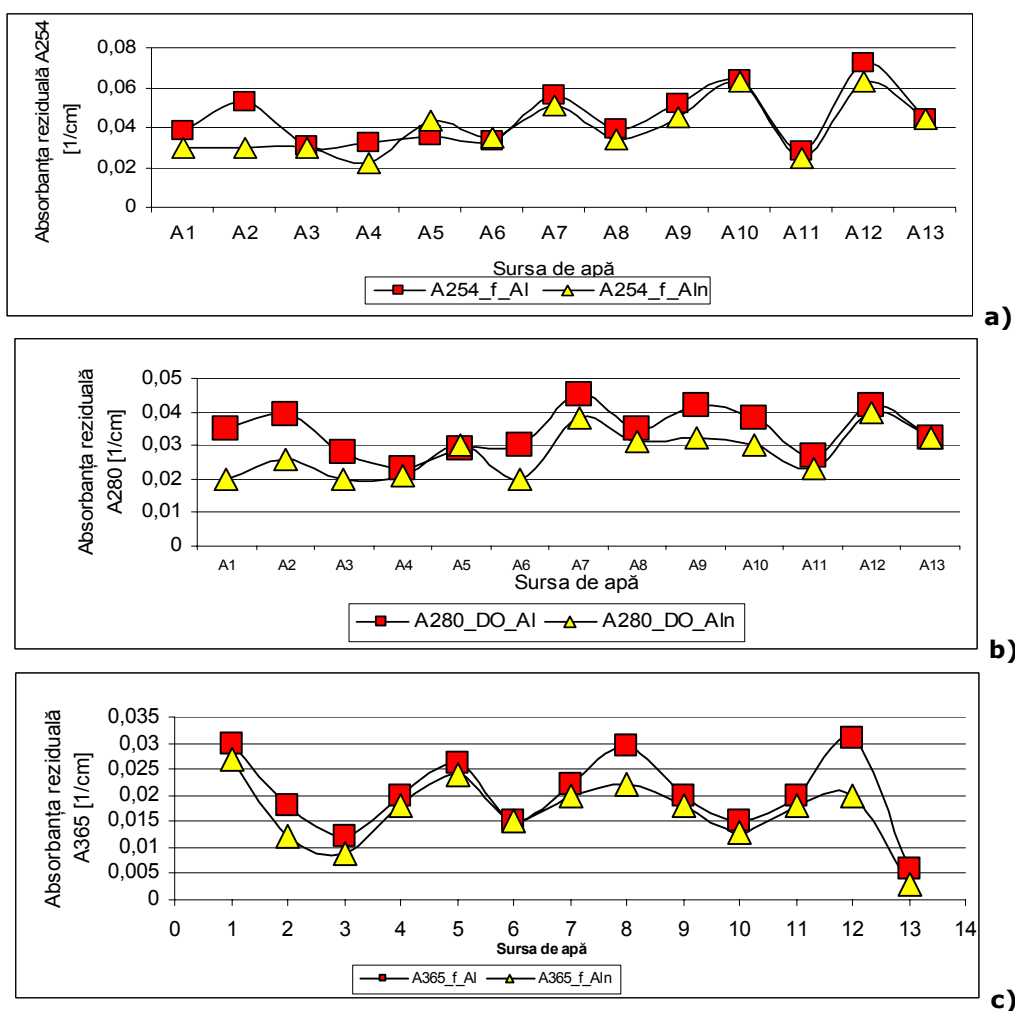 Absorbanța reziduală A254
[1/cm]
0,08
0,06
0,04
0,02
0
A1 A2 A3 A4 A5 A6 A7 A8 A9 A10 A11 A12 A13
Sursa de apă
A254_f_Al A254_f_Aln
a)
Absorbanța reziduală
A280 [1/cm]
0,05
0,04
0,03
0,02
0,01
0
A1 A2 A3 A4 A5 A6 A7 A8 A9 A10 A11 A12 A13
Sursa de apă
A280_DO_Al A280_DO_Aln
b)
Absorbanța reziduală
A365 [1/cm]
0,035
0,03
0,025
0,02
0,015
0,01
0,005
0
0 1 2 3 4 5 6 7 8 9 10 11 12 13 14
Sursa de apă
A365_f_Al A365_f_Aln
c)